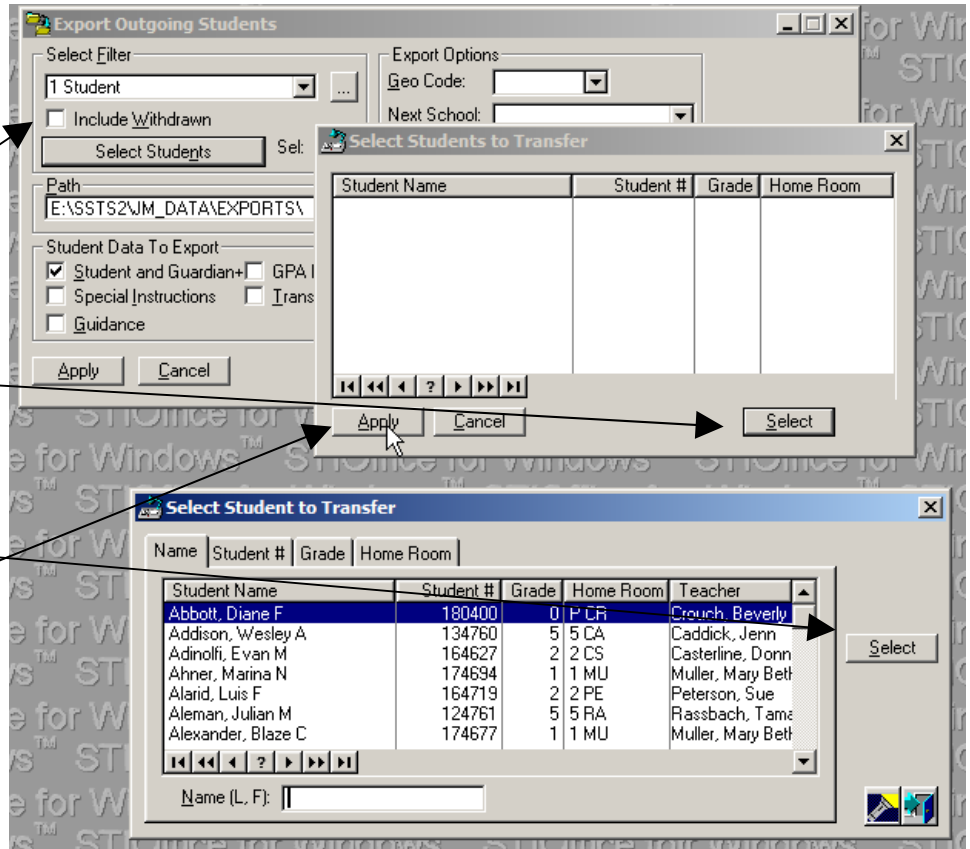 Export Outgoing Students
Select Filter
Export Options
1 Student
...
Geo Code:
Include Withdrawn
Next School:
Select Students
Sel:
Path
E:\SSTS2\JM_DATA\EXPORTS\
Student Data To Export
Student and Guardian+
GPA
Special Instructions
Trans
Guidance
Apply Cancel
Select Students to Transfer
Student Name Student # Grade Home Room
?
Apply Cancel Select
STIOffice for Windows™
Select Student to Transfer
Name Student # Grade Home Room
Student Name Student # Grade Home Room Teacher
Abbott, Diane F 180400 0 P CR Crouch, Beverly
Addison, Wesley A 134760 5 5 CA Caddick, Jenn
Adinolfi, Evan M 164627 2 2 CS Casterline, Donn
Ahner, Marina N 174694 1 1 MU Muller, Mary Beth
Alarid, Luis F 164719 2 2 PE Peterson, Sue
Aleman, Julian M 124761 5 5 RA Rassbach, Tama
Alexander, Blaze C 174677 1 1 MU Muller, Mary Beth
?
Name (L, F):
Select